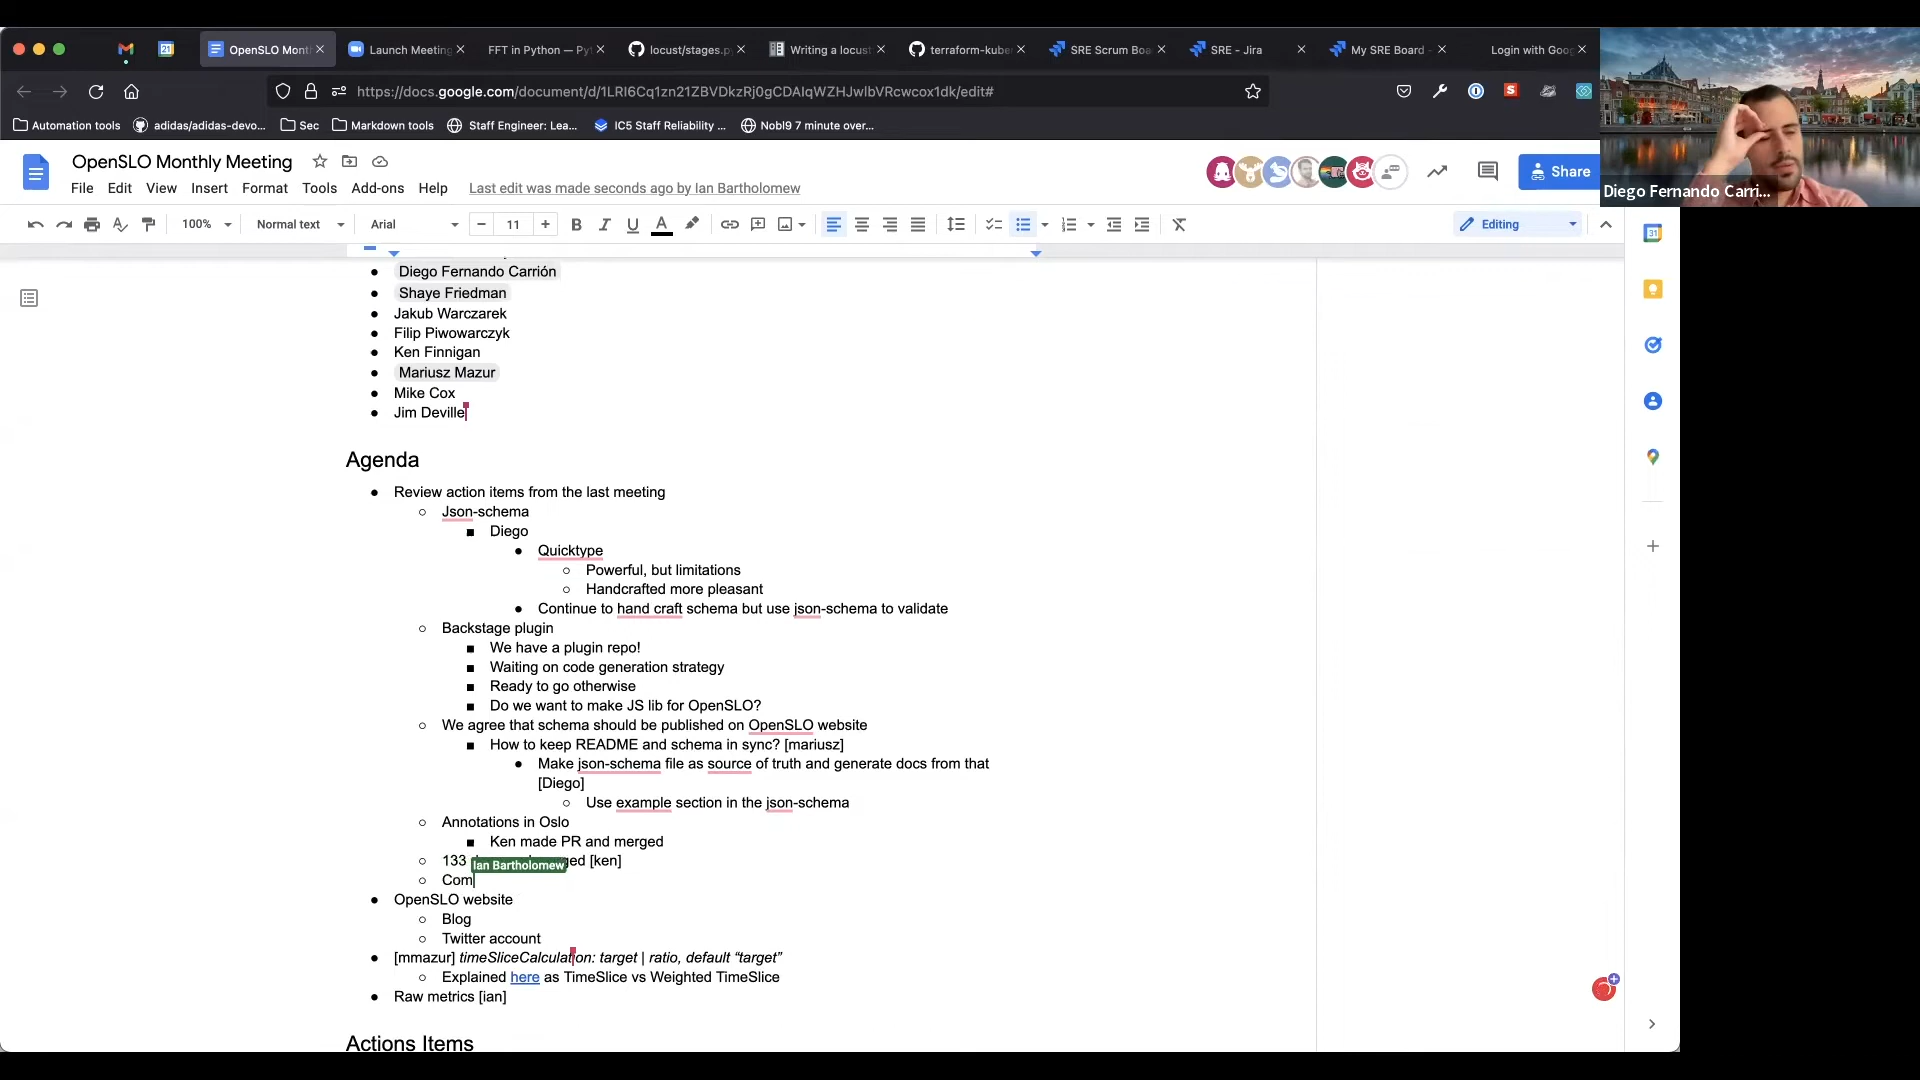 OpenSLO Mont
Launch Meeting
FFT in Python — Pyt
locust/stages.p
Writing a locust
terraform-kube
SRE Scrum Boa
SRE - Jira
My SRE Board -
Login with Goog
https://docs.google.com/document/d/1LRI6Cq1zn21ZBVDkzRj0gCDAIqWZHJwlbVRcwcox1dk/edit#
Automation tools
adidas/adidas-devo...
Sec
Markdown tools
Staff Engineer: Lea...
IC5 Staff Reliability ...
Nobl9 7 minute over...
OpenSLO Monthly Meeting
Share
Diego Fernando Carri...
File Edit View Insert Format Tools Add-ons Help Last edit was made seconds ago by Ian Bartholomew
100% Normal text Arial 11 Editing
Diego Fernando Carrión
Shaye Friedman
Jakub Warczarek
Filip Piwowarczyk
Ken Finnigan
Mariusz Mazur
Mike Cox
Jim Deville
Agenda
Review action items from the last meeting
Json-schema
Diego
Quicktype
Powerful, but limitations
Handcrafted more pleasant
Continue to hand craft schema but use json-schema to validate
Backstage plugin
We have a plugin repo!
Waiting on code generation strategy
Ready to go otherwise
Do we want to make JS lib for OpenSLO?
We agree that schema should be published on OpenSLO website
How to keep README and schema in sync? [mariusz]
Make json-schema file as source of truth and generate docs from that
[Diego]
Use example section in the json-schema
Annotations in Oslo
Ken made PR and merged
133 [ken]
Ian Bartholomew
Com
OpenSLO website
Blog
Twitter account
[mmazur] timeSliceCalculation: target | ratio, default “target”
Explained here as TimeSlice vs Weighted TimeSlice
Raw metrics [ian]
Actions Items